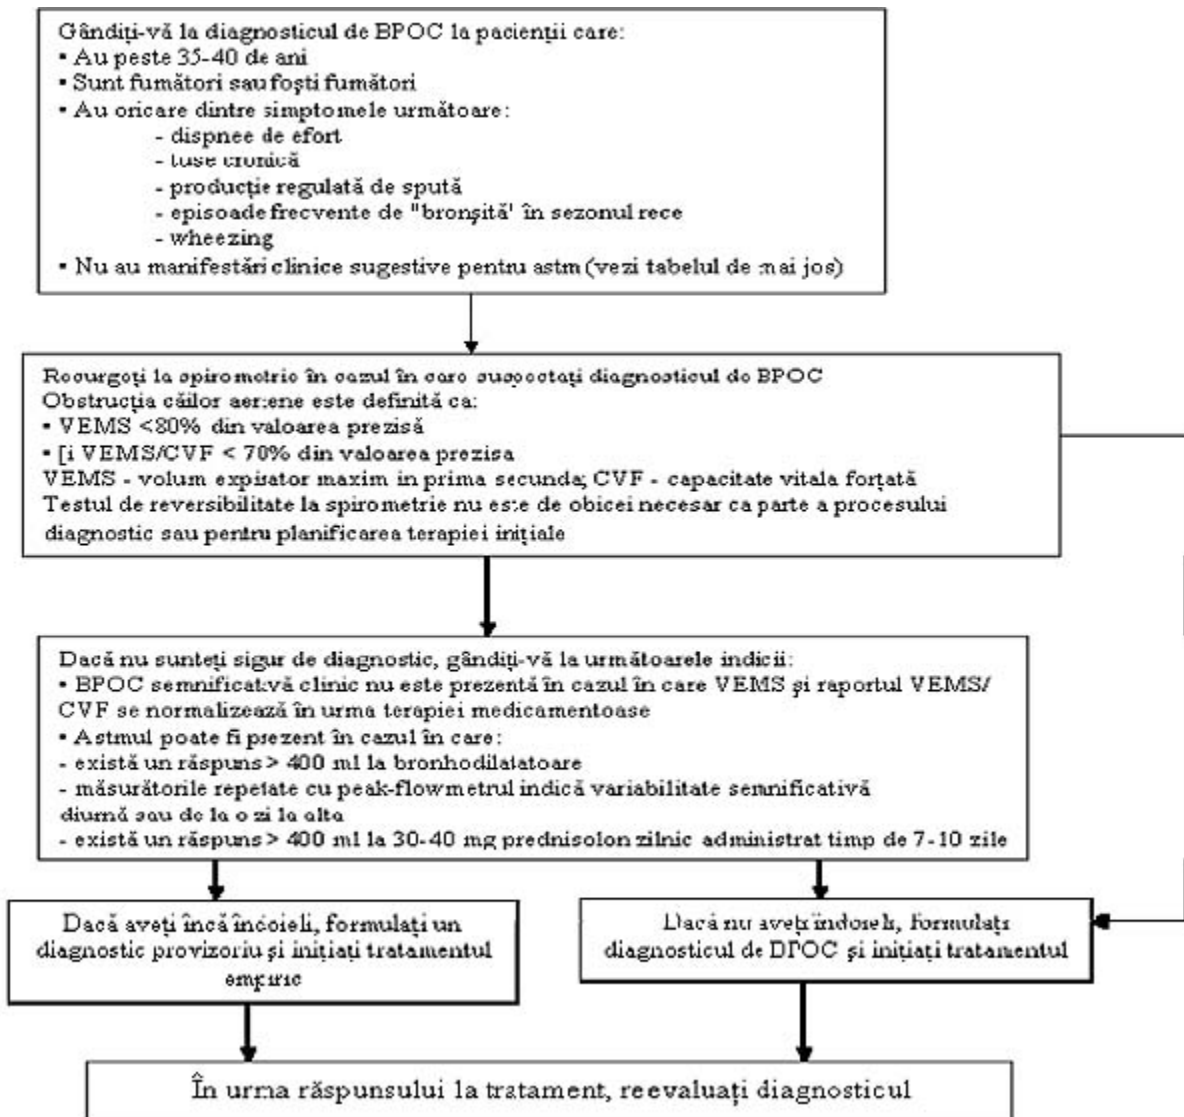 Gândiți-vă la diagnosticul de BPOC la pacienții care:
▪ Au peste 35-40 de ani
▪ Sunt fumători sau foști fumători
▪ Au oricare dintre simptomele următoare:
- dispnee de efort
- tuse cronică
- producție regulată de spută
- episoade frecvente de "bronșită' în sezonul rece
- wheezing
▪ Nu au manifestări clinice sugestive pentru astm (vezi tabelul de mai jos)
Recurgeți la spirometrie în cazul în care suspectați diagnosticul de BPOC
Obstrucția căilor aeriene este definită ca:
▪ VEMS <80% din valoarea prezisă
▪ [i VEMS/CVF < 70% din valoarea prezisa
VEMS - volum expirator maxim in prima secunda; CVF - capacitate vitala forțată
Testul de reversibilitate la spirometrie nu este de obicei necesar ca parte a procesului
diagnostic sau pentru planificarea terapiei inițiale
Dacă nu sunteți sigur de diagnostic, gândiți-vă la următoarele indicii:
▪ BPOC semnificativă clinic nu este prezentă în cazul în care VEMS și raportul VEMS/
CVF se normalizează în urma terapiei medicamentoase
▪ Astmul poate fi prezent în cazul în care:
- există un răspuns > 400 ml la bronhodilatatoare
- măsurătorile repetate cu peak-flowmetrul indică variabilitate semnificativă
diurnă sau de la o zi la alta
- există un răspuns > 400 ml la 30-40 mg prednisolon zilnic administrat timp de 7-10 zile
Dacă aveți încă îndoieli, formulați un
diagnostic provizoriu și inițiați tratamentul
empiric
Dacă nu aveți îndoieli, formulați
diagnosticul de BPOC și inițiați tratamentul
În urma răspunsului la tratament, reevaluați diagnosticul